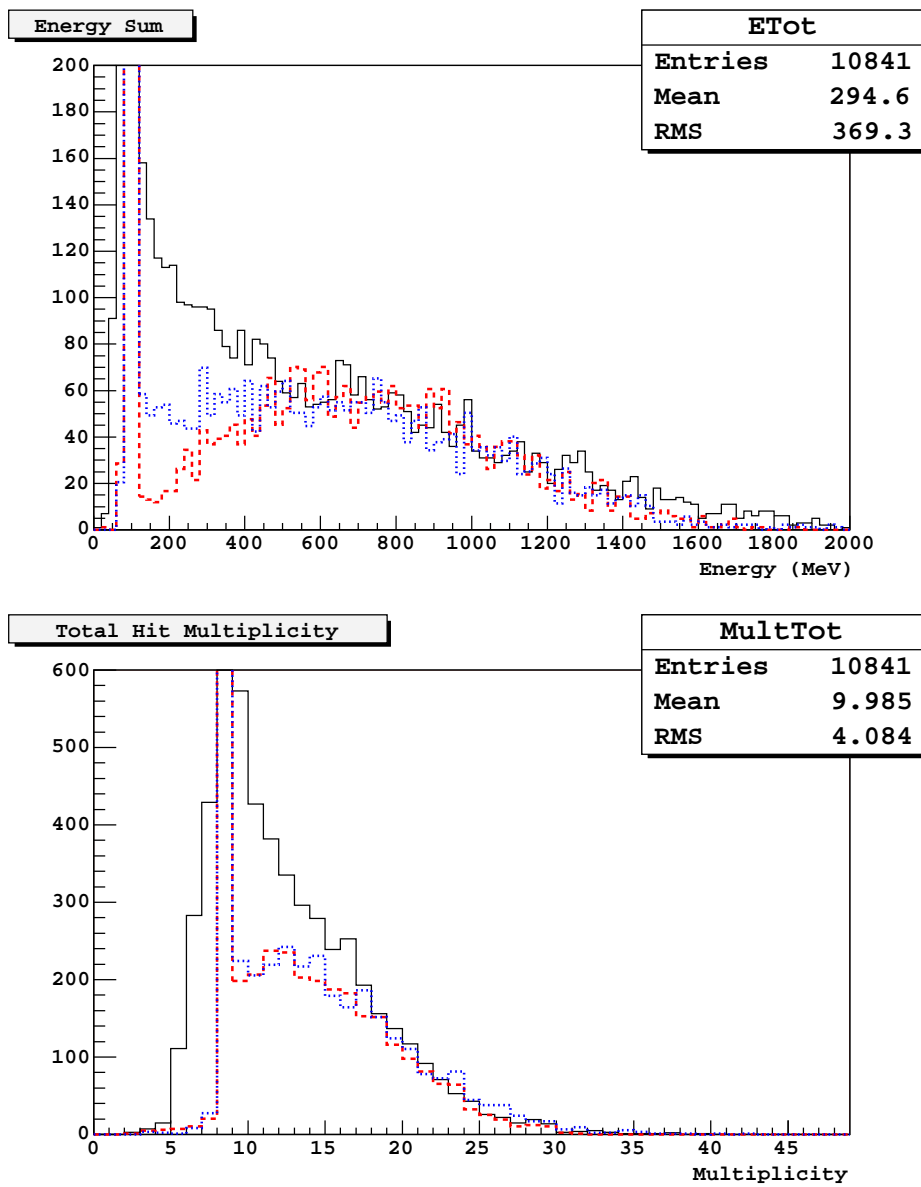 Energy Sum
ETot
Entries 10841
Mean 294.6
RMS 369.3
200
180
160
140
120
100
80
60
40
20
0
0 200 400 600 800 1000 1200 1400 1600 1800 2000
Energy (MeV)
Total Hit Multiplicity
MultTot
Entries 10841
Mean 9.985
RMS 4.084
600
500
400
300
200
100
0
0 5 10 15 20 25 30 35 40 45
Multiplicity